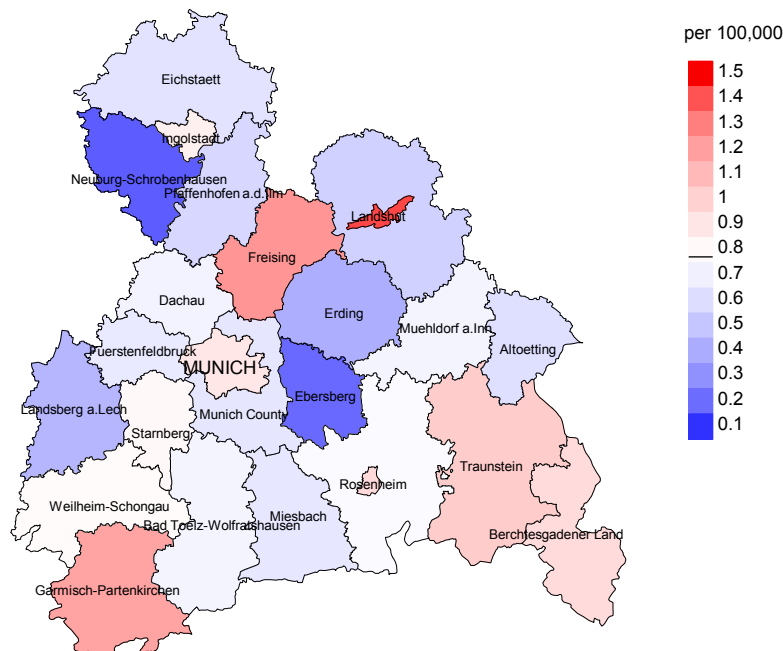 per 100,000
1.5
1.4
1.3
1.2
1.1
1
0.9
0.8
0.7
0.6
0.5
0.4
0.3
0.2
0.1
Eichstaett
Ingolstadt
Neuburg-Schrobenhausen
Pfaffenhofen a.d.Ilm
Landshut
Freising
Dachau
Erding
Muehldorf a.Inn
Altoetting
Fuerstenfeldbruck
MUNICH
Ebersberg
Landsberg a.Lech
Munich County
Starnberg
Traunstein
Rosenheim
Weilheim-Schongau
Miesbach
Bad Toelz-Wolfratshausen
Berchtesgadener Land
Garmisch-Partenkirchen